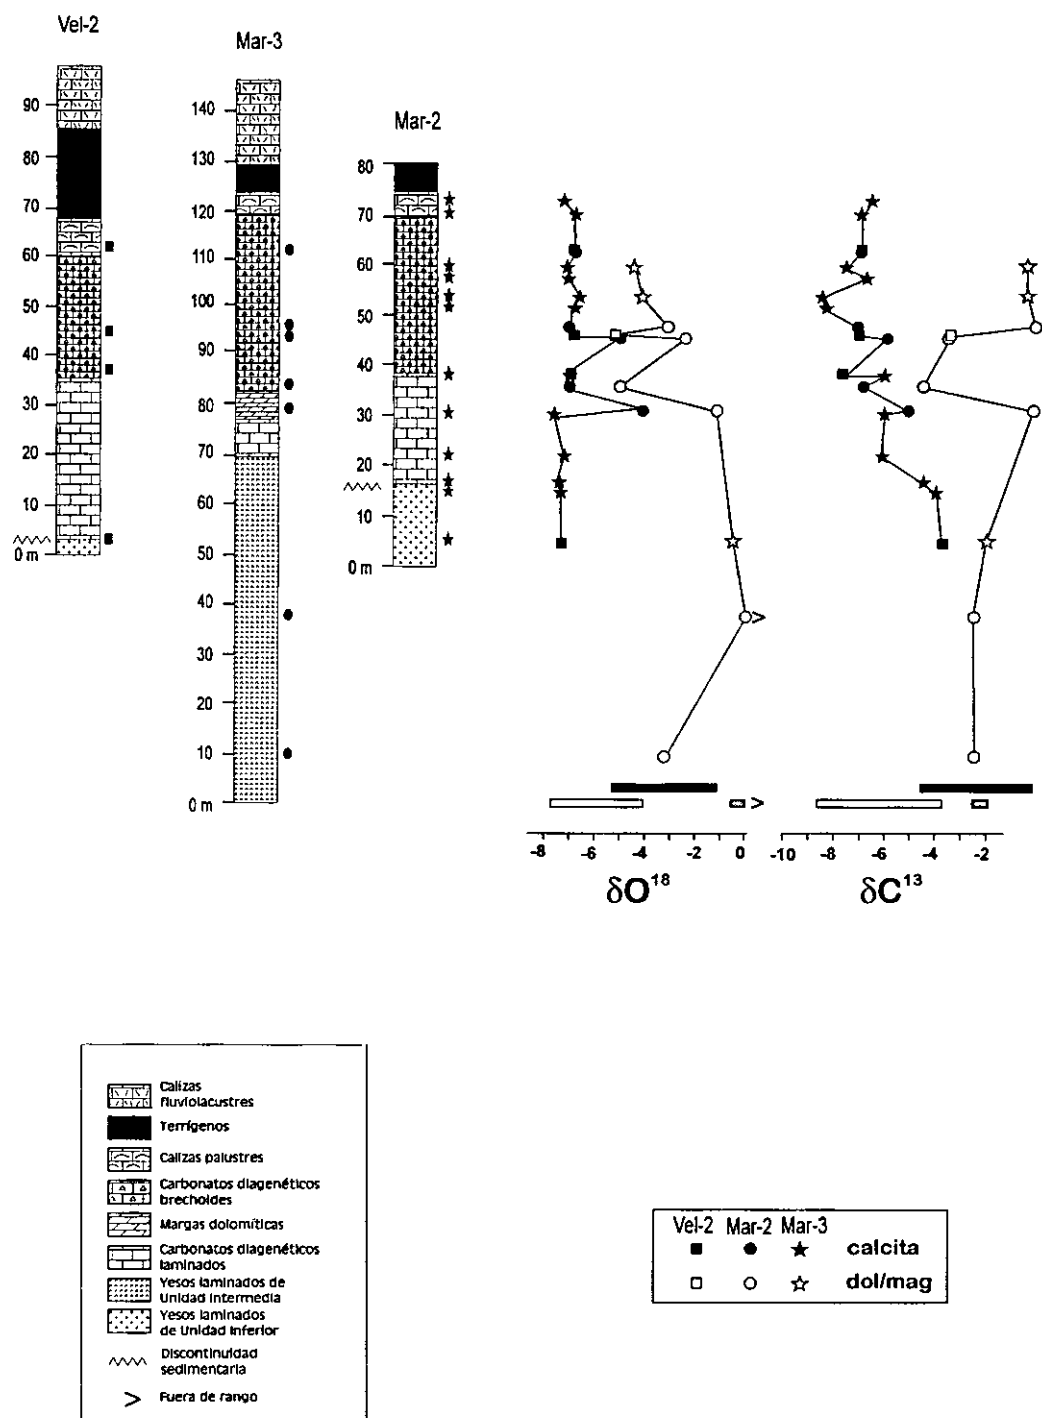 Vel-2
90
80
70
60
50
40
30
20
10
0 m
Mar-3
140
130
120
110
100
90
80
70
60
50
40
30
20
10
0 m
Mar-2
80
70
60
50
40
30
20
10
0 m
> >
-8 -6 -4 -2 0
δO18
-10 -8 -6 -4 -2
δC13
Calizas
fluviolacustres
Terrígenos
Calizas palustres
Carbonatos diagenéticos
brechoides
Margas dolomíticas
Carbonatos diagenéticos
laminados
Yesos laminados de
Unidad Intermedia
Yesos laminados
de Unidad Inferior
Discontinuidad
sedimentaria
> Fuera de rango
Vel-2 Mar-2 Mar-3
calcita
dol/mag